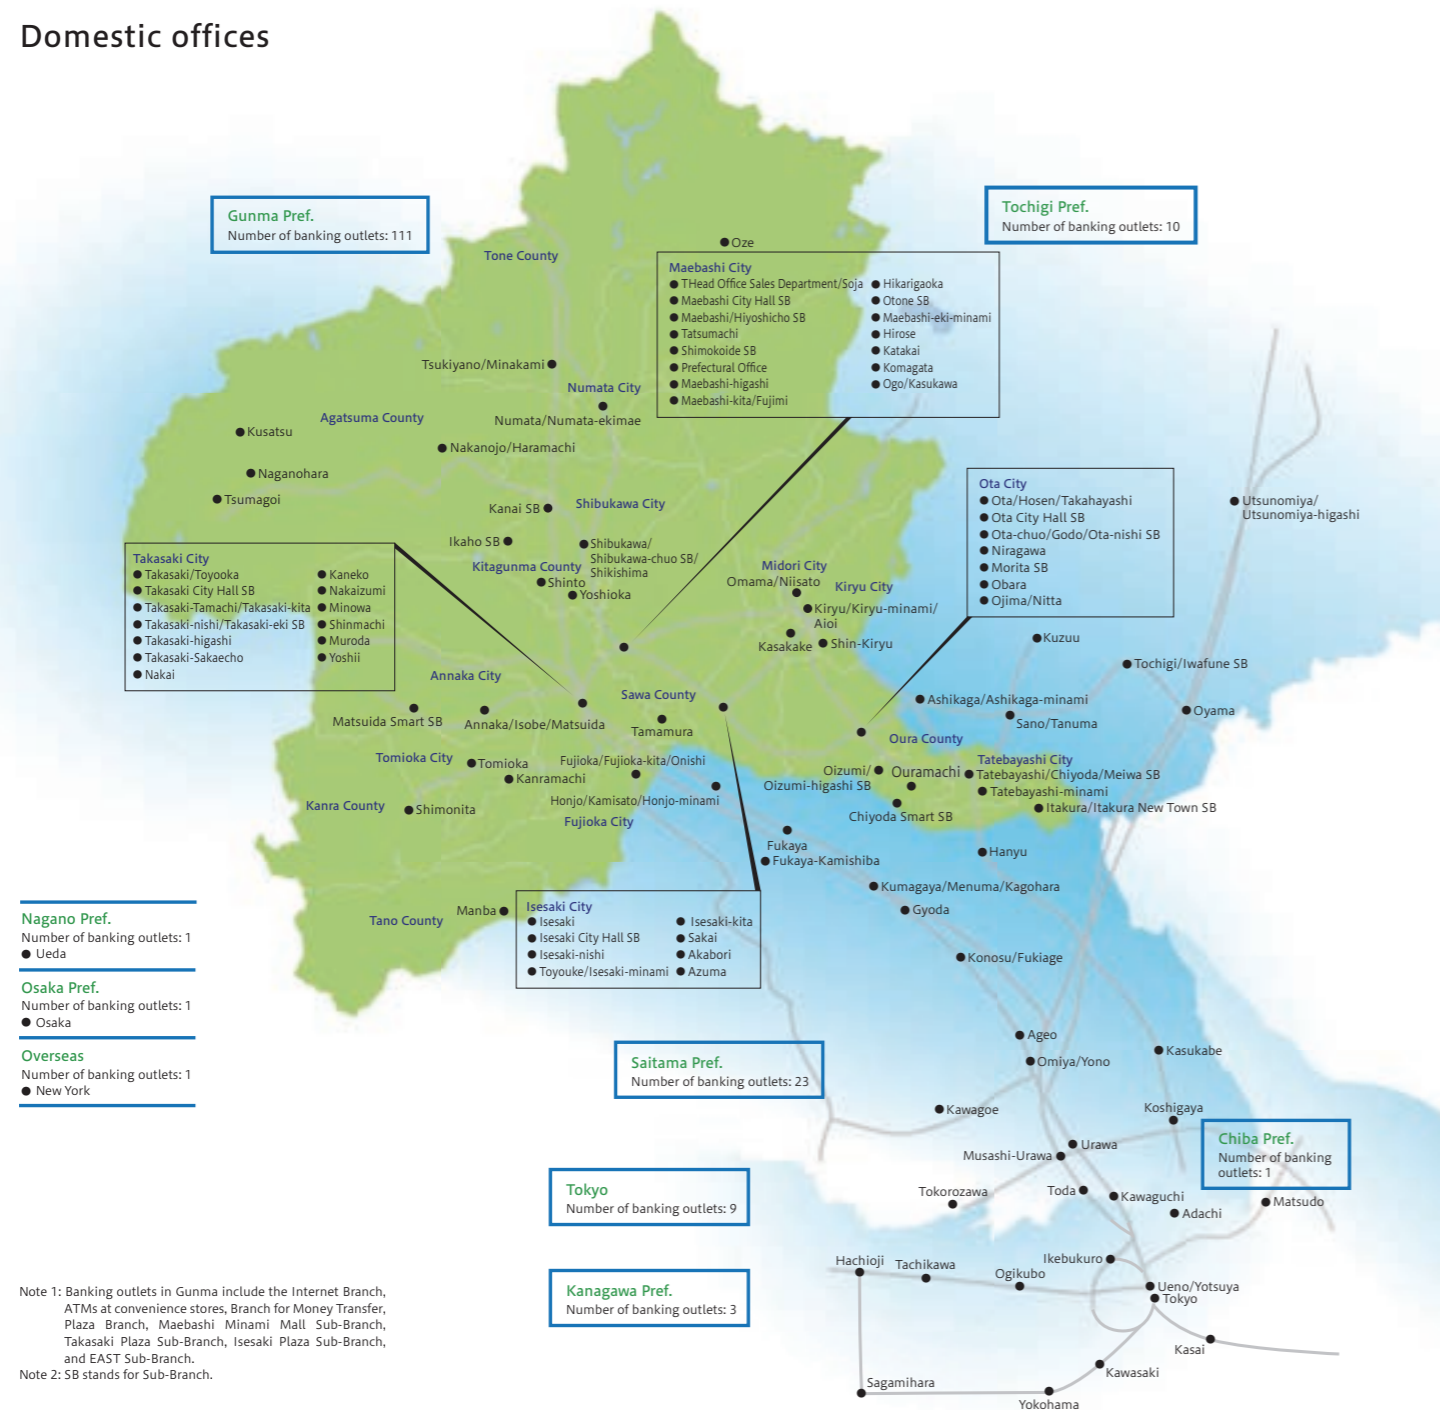 Domestic offices
Gunma Pref.
Number of banking outlets: 111
Tochigi Pref.
Number of banking outlets: 10
Oze
Tone County
Maebashi City
THead Office Sales Department/Soja
Maebashi City Hall SB
Maebashi/Hiyoshicho SB
Tatsumachi
Shimokoide SB
Prefectural Office
Maebashi-higashi
Maebashi-kita/Fujimi
Hikarigaoka
Otone SB
Maebashi-eki-minami
Hirose
Katakai
Komagata
Ogo/Kasukawa
Tsukiyano/Minakami
Numata City
Numata/Numata-ekimae
Agatsuma County
Kusatsu
Nakanojo/Haramachi
Naganohara
Tsumagoi
Kanai SB
Shibukawa City
Ikaho SB
Shibukawa/
Shibukawa-chuo SB/
Shikishima
Kitagunma County
Shinto
Yoshioka
Ota City
Ota/Hosen/Takahayashi
Ota City Hall SB
Ota-chuo/Godo/Ota-nishi SB
Niragawa
Morita SB
Obara
Ojima/Nitta
Utsunomiya/
Utsunomiya-higashi
Takasaki City
Takasaki/Toyooka
Takasaki City Hall SB
Takasaki-Tamachi/Takasaki-kita
Takasaki-nishi/Takasaki-eki SB
Takasaki-higashi
Takasaki-Sakaecho
Nakai
Kaneko
Nakaizumi
Minowa
Shinmachi
Muroda
Yoshii
Midori City
Omama/Niisato
Kiryu City
Kiryu/Kiryu-minami/
Aioi
Kasakake
Shin-Kiryu
Kuzuu
Tochigi/Iwafune SB
Annaka City
Sawa County
Ashikaga/Ashikaga-minami
Oyama
Matsuida Smart SB
Annaka/Isobe/Matsuida
Tamamura
Sano/Tanuma
Oura County
Tomioka City
Tomioka
Fujioka/Fujioka-kita/Onishi
Kanramachi
Oizumi/
Oizumi-higashi SB
Ouramachi
Tatebayashi City
Tatebayashi/Chiyoda/Meiwa SB
Tatebayashi-minami
Itakura/Itakura New Town SB
Kanra County
Shimonita
Honjo/Kamisato/Honjo-minami
Chiyoda Smart SB
Fujioka City
Fukaya
Fukaya-Kamishiba
Hanyu
Kumagaya/Menuma/Kagohara
Gyoda
Tano County
Manba
Isesaki City
Isesaki
Isesaki City Hall SB
Isesaki-nishi
Toyouke/Isesaki-minami
Isesaki-kita
Sakai
Akabori
Azuma
Konosu/Fukiage
Nagano Pref.
Number of banking outlets: 1
Ueda
Osaka Pref.
Number of banking outlets: 1
Osaka
Overseas
Number of banking outlets: 1
New York
Ageo
Omiya/Yono
Kasukabe
Saitama Pref.
Number of banking outlets: 23
Kawagoe
Koshigaya
Chiba Pref.
Number of banking
outlets: 1
Urawa
Musashi-Urawa
Tokyo
Number of banking outlets: 9
Tokorozawa
Toda
Kawaguchi
Adachi
Matsudo
Kanagawa Pref.
Number of banking outlets: 3
Hachioji
Tachikawa
Ogikubo
Ikebukuro
Ueno/Yotsuya
Tokyo
Kasai
Kawasaki
Sagamihara
Yokohama
Note 1: Banking outlets in Gunma include the Internet Branch,
ATMs at convenience stores, Branch for Money Transfer,
Plaza Branch, Maebashi Minami Mall Sub-Branch,
Takasaki Plaza Sub-Branch, Isesaki Plaza Sub-Branch,
and EAST Sub-Branch.
Note 2: SB stands for Sub-Branch.